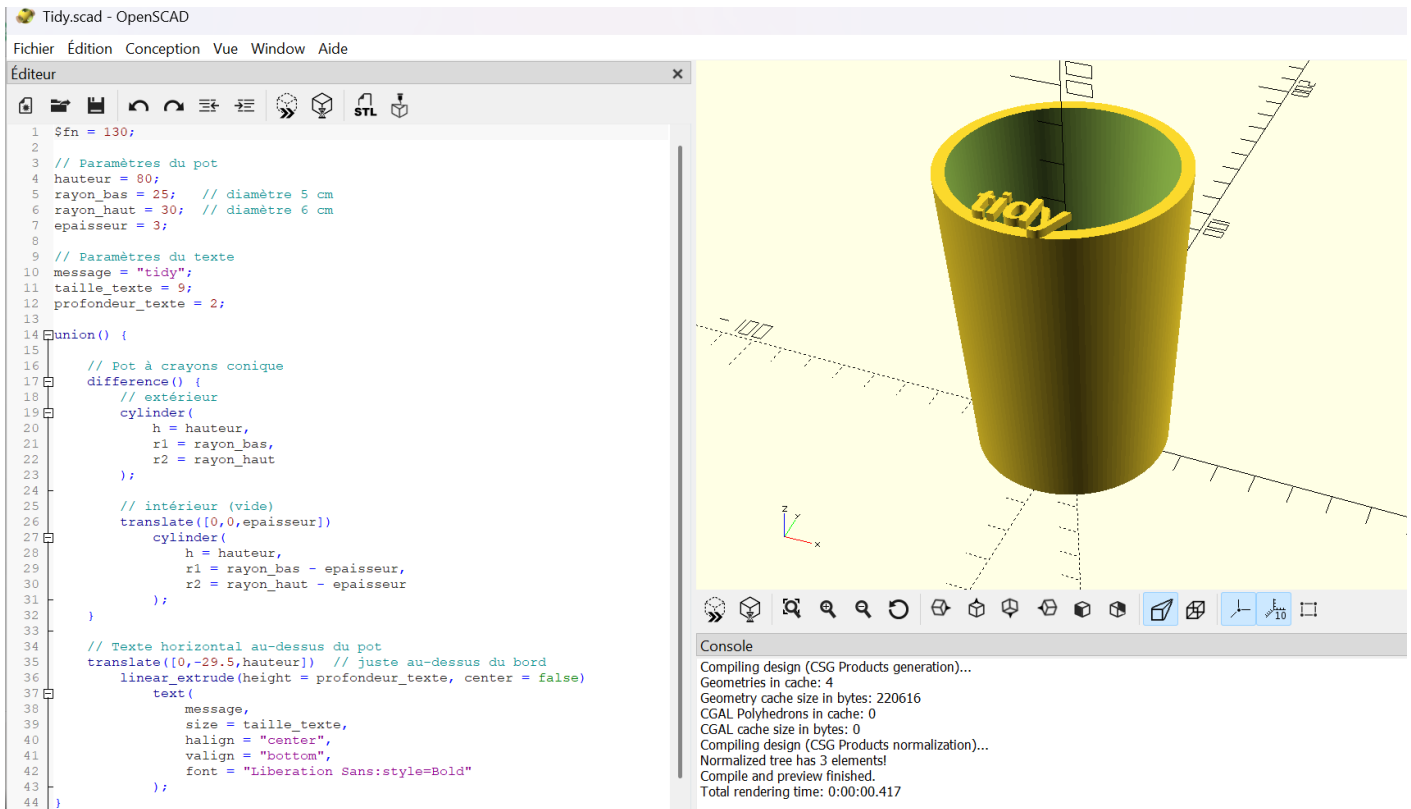 Tidy.scad - OpenSCAD
Fichier Édition Conception Vue Window Aide
Éditeur
STL
1 $fn = 130;
2
3 // Paramètres du pot
4 hauteur = 80;
5 rayon_bas = 25;   // diamètre 5 cm
6 rayon_haut = 30;  // diamètre 6 cm
7 epaisseur = 3;
8
9 // Paramètres du texte
10 message = "tidy";
11 taille_texte = 9;
12 profondeur_texte = 2;
13
14 union() {
15
16     // Pot à crayons conique
17     difference() {
18         // extérieur
19         cylinder(
20             h = hauteur,
21             r1 = rayon_bas,
22             r2 = rayon_haut
23         );
24
25         // intérieur (vide)
26         translate([0,0,epaisseur])
27             cylinder(
28                 h = hauteur,
29                 r1 = rayon_bas - epaisseur,
30                 r2 = rayon_haut - epaisseur
31             );
32     }
33
34     // Texte horizontal au-dessus du pot
35     translate([0,-29.5,hauteur])  // juste au-dessus du bord
36         linear_extrude(height = profondeur_texte, center = false)
37             text(
38                 message,
39                 size = taille_texte,
40                 halign = "center",
41                 valign = "bottom",
42                 font = "Liberation Sans:style=Bold"
43             );
44 }
tidy
100
z
y
x
10
Console
Compiling design (CSG Products generation)...
Geometries in cache: 4
Geometry cache size in bytes: 220616
CGAL Polyhedrons in cache: 0
CGAL cache size in bytes: 0
Compiling design (CSG Products normalization)...
Normalized tree has 3 elements!
Compile and preview finished.
Total rendering time: 0:00:00.417